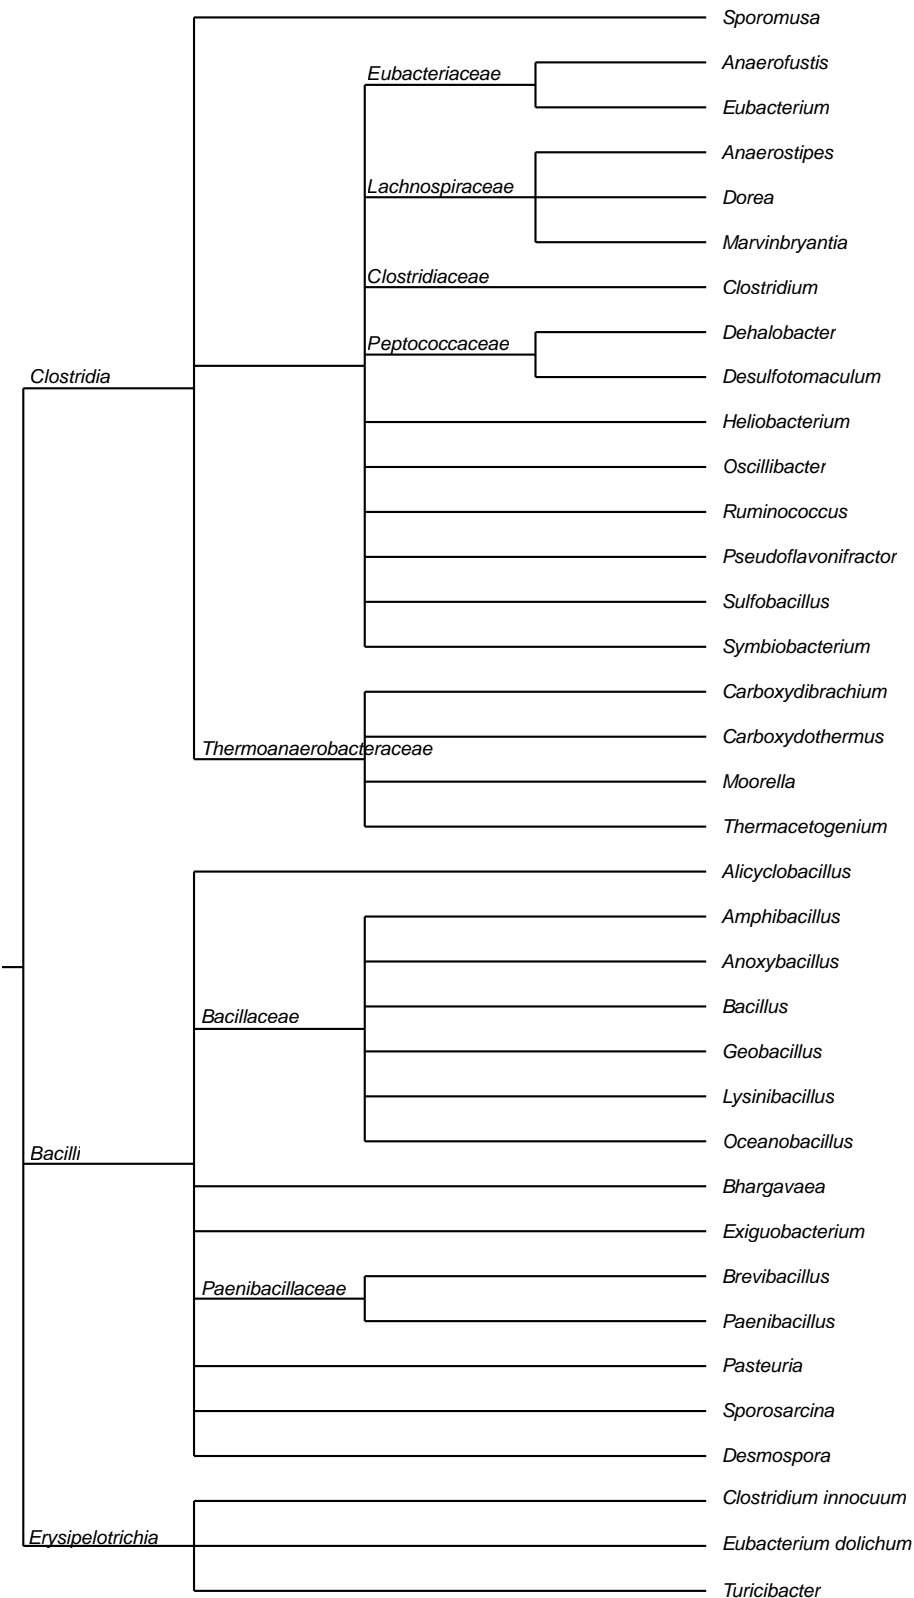 Sporomusa
Anaerofustis
Eubacteriaceae
Eubacterium
Anaerostipes
Lachnospiraceae
Dorea
Marvinbryantia
Clostridiaceae
Clostridium
Dehalobacter
Peptococcaceae
Clostridia
Desulfotomaculum
Heliobacterium
Oscillibacter
Ruminococcus
Pseudoflavonifractor
Sulfobacillus
Symbiobacterium
Carboxydibrachium
Carboxydothermus
Thermoanaerobacteraceae
Moorella
Thermacetogenium
Alicyclobacillus
Amphibacillus
Anoxybacillus
Bacillus
Bacillaceae
Geobacillus
Lysinibacillus
Oceanobacillus
Bacilli
Bhargavaea
Exiguobacterium
Brevibacillus
Paenibacillaceae
Paenibacillus
Pasteuria
Sporosarcina
Desmospora
Clostridium innocuum
Erysipelotrichia
Eubacterium dolichum
Turicibacter